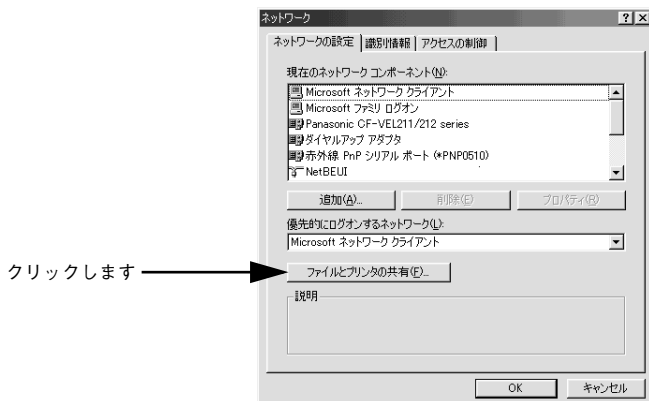 ネットワーク
ネットワークの設定 識別情報 アクセスの制御
現在のネットワーク コンポーネント(N):
Microsoft ネットワーク クライアント
Microsoft ファミリ ログオン
Panasonic CF-VEL211/212 series
ダイヤルアップ アダプタ
赤外線 PnP シリアル ポート (*PNP0510)
NetBEUI
追加(A)... 削除(E) プロパティ(R)
優先的にログオンするネットワーク(L):
Microsoft ネットワーク クライアント
クリックします
ファイルとプリンタの共有(F)...
説明
OK キャンセル